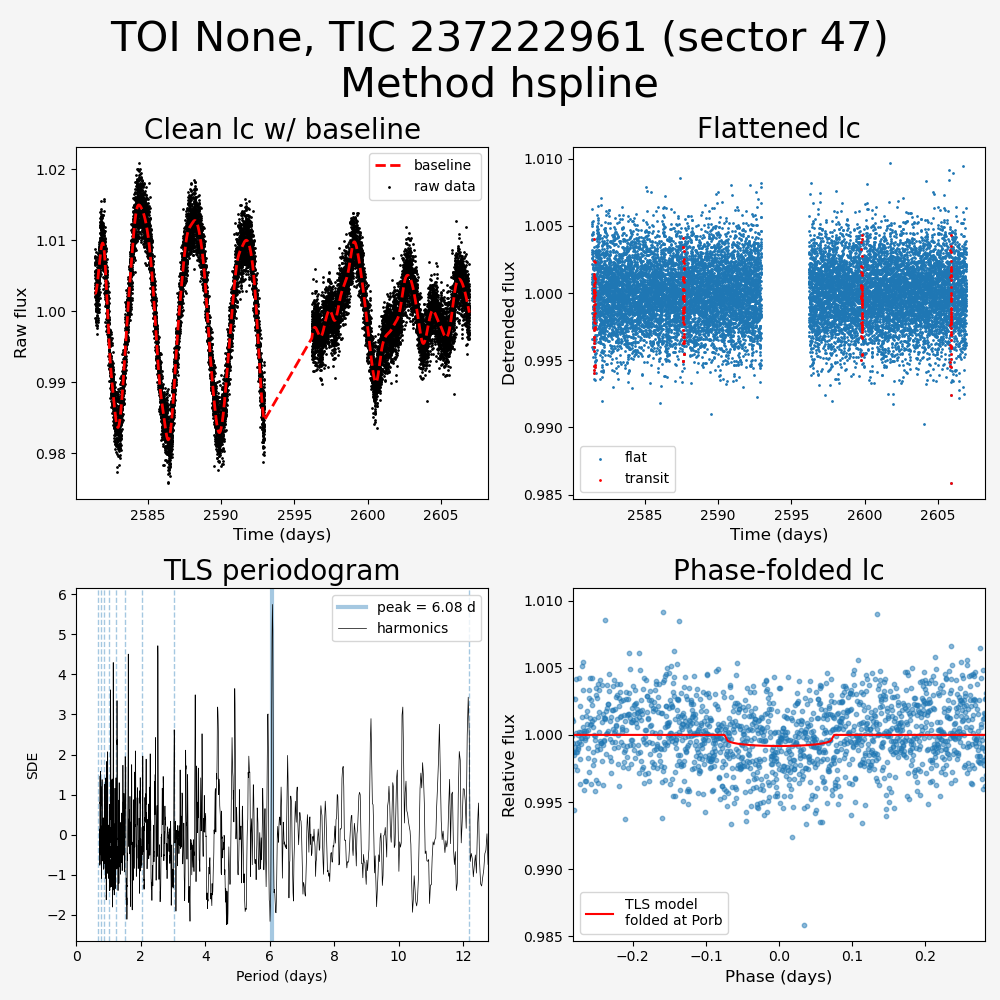 TOI None, TIC 237222961 (sector 47)
Method hspline
Clean lc w/ baseline
Flattened lc
1.02
1.01
1.00
0.99
0.98
Raw flux
baseline
raw data
2585
2590
2595
2600
2605
Time (days)
1.010
1.005
1.000
0.995
0.990
0.985
Detrended flux
flat
transit
2585
2590
2595
2600
2605
Time (days)
TLS periodogram
Phase-folded lc
6
5
4
3
2
1
0
−1
−2
SDE
peak = 6.08 d
harmonics
0
2
4
6
8
10
12
Period (days)
1.010
1.005
1.000
0.995
0.990
0.985
Relative flux
TLS model
folded at Porb
−0.2
−0.1
0.0
0.1
0.2
Phase (days)